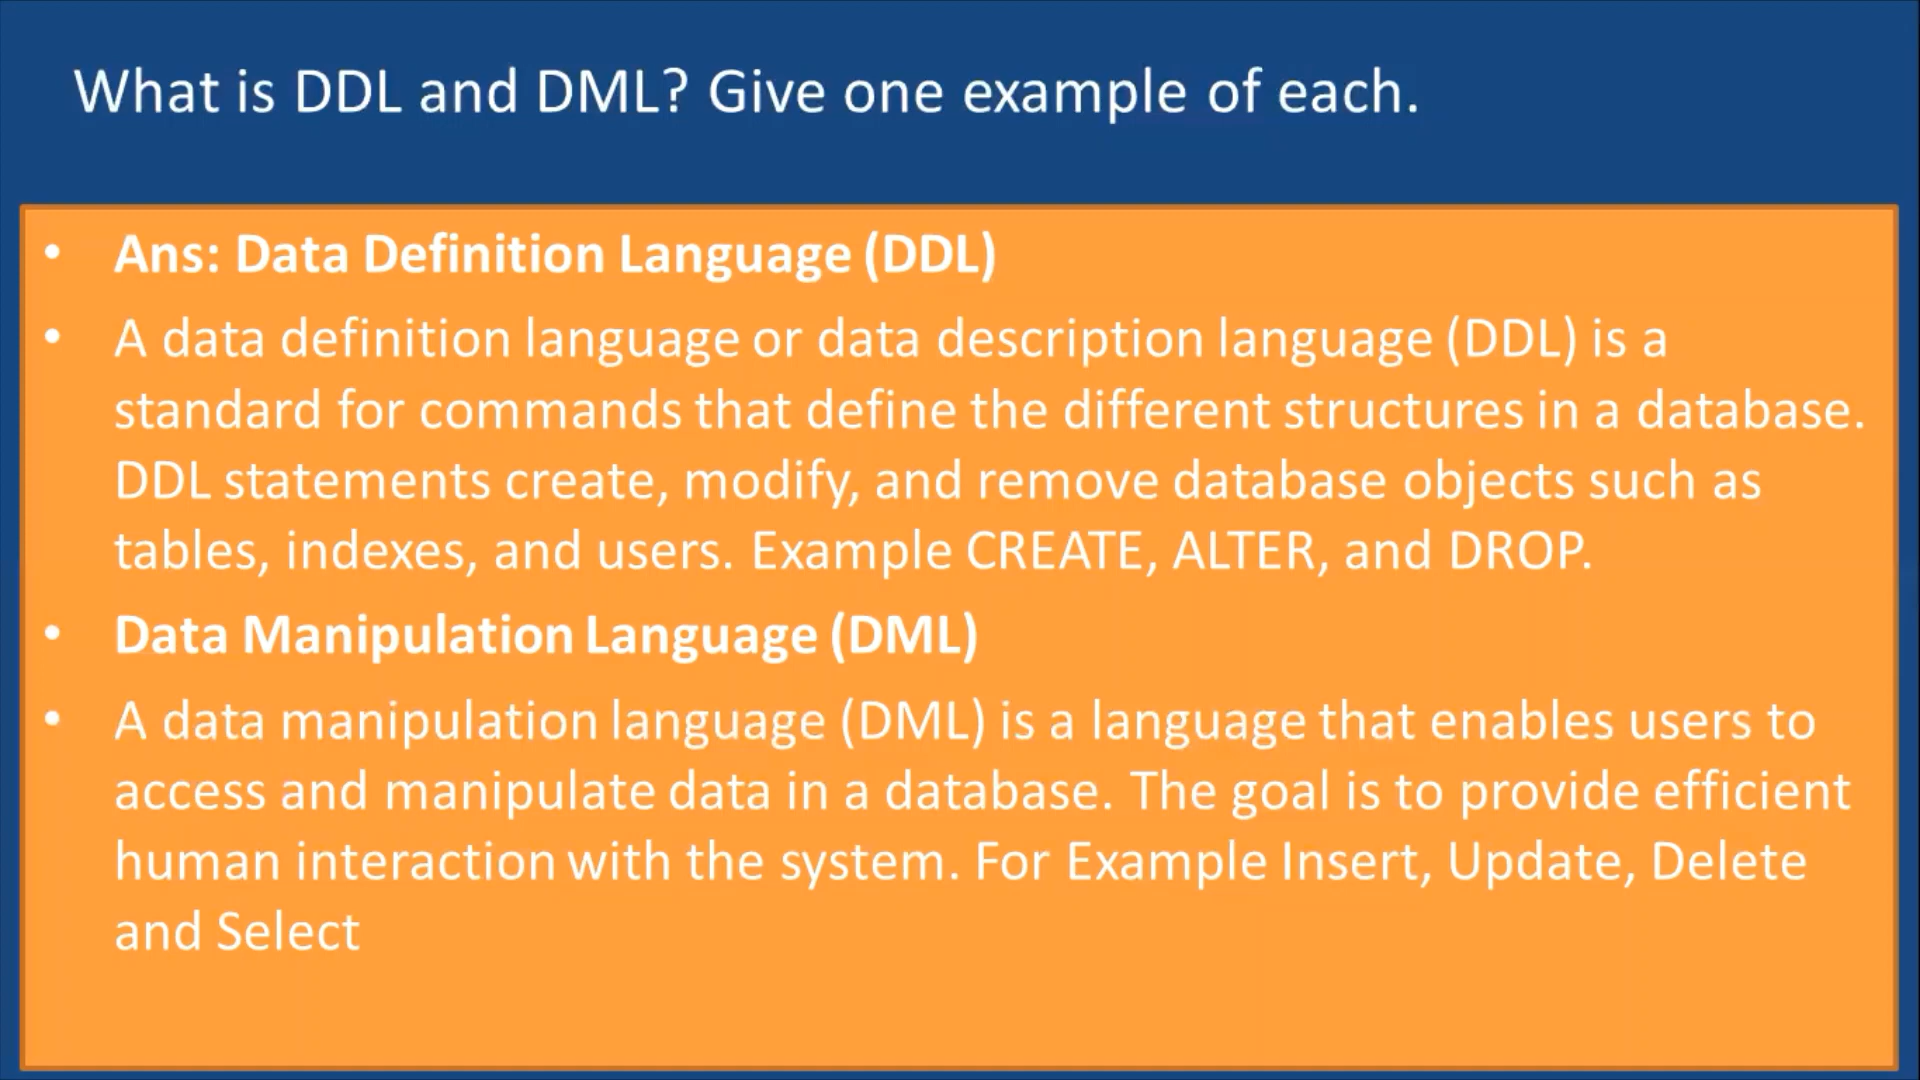 What is DDL and DML? Give one example of each.
• Ans: Data Definition Language (DDL)
• A data definition language or data description language (DDL) is a
standard for commands that define the different structures in a database.
DDL statements create, modify, and remove database objects such as
tables, indexes, and users. Example CREATE, ALTER, and DROP.
• Data Manipulation Language (DML)
• A data manipulation language (DML) is a language that enables users to
access and manipulate data in a database. The goal is to provide efficient
human interaction with the system. For Example Insert, Update, Delete
and Select